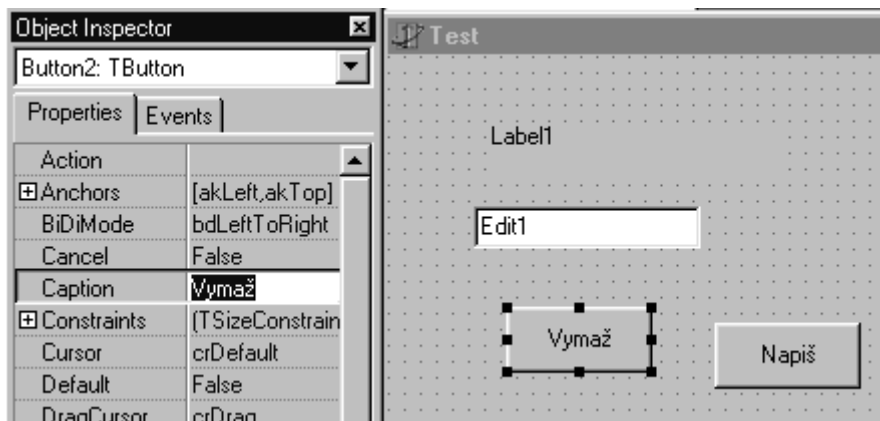 Object Inspector
Button2: TButton
Properties Events
Action
Anchors [akLeft,akTop]
BiDiMode bdLeftToRight
Cancel False
Caption Vymaž
Constraints (TSizeConstrain
Cursor crDefault
Default False
DragCursor crDrag
Test
Label1
Edit1
Vymaž
Napiš